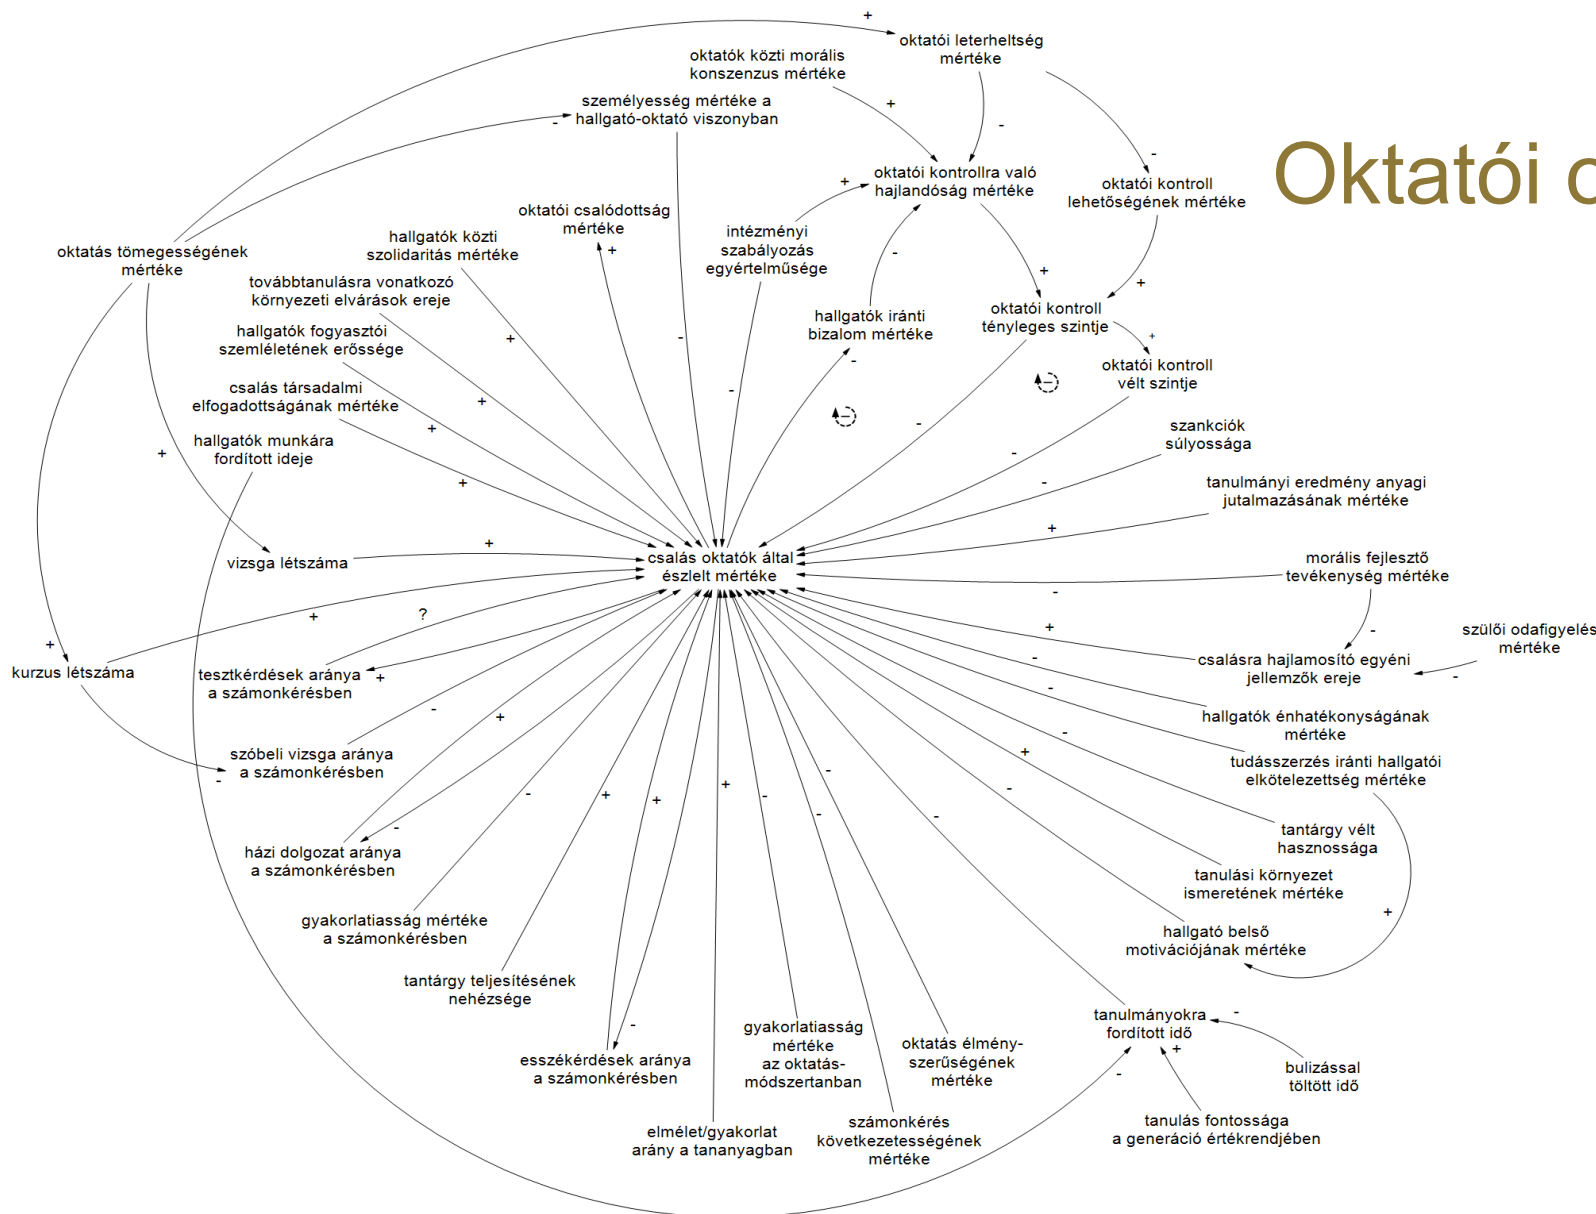 +
oktatói leterheltség
mértéke
oktatók közti morális
konszenzus mértéke
+
-
személyesség mértéke a
hallgató-oktató viszonyban
-
-
Oktatói c
oktatói kontrollra való
hajlandóság mértéke
+
oktatói kontroll
lehetőségének mértéke
oktatói csalódottság
mértéke
+
intézményi
szabályozás
egyértelműsége
-
hallgatók közti
szolidaritás mértéke
oktatás tömegességének
mértéke
továbbtanulásra vonatkozó
környezeti elvárások ereje
+
+
hallgatók iránti
bizalom mértéke
-
oktatói kontroll
tényleges szintje
+
hallgatók fogyasztói
szemléletének erőssége
+
-
oktatói kontroll
vélt szintje
csalás társadalmi
elfogadottságának mértéke
+
-
-
-
+
-
szankciók
súlyossága
hallgatók munkára
fordított ideje
+
-
+
-
tanulmányi eredmény anyagi
jutalmazásának mértéke
+
vizsga létszáma
+
csalás oktatók által
észlelt mértéke
morális fejlesztő
tevékenység mértéke
-
+
?
+
-
szülői odafigyelés
mértéke
+
kurzus létszáma
tesztkérdések aránya
a számonkérésben
+
-
csalásra hajlamosító egyéni
jellemzők ereje
-
-
-
+
hallgatók énhatékonyságának
mértéke
-
szóbeli vizsga aránya
a számonkérésben
-
+
tudásszerzés iránti hallgatói
elkötelezettség mértéke
-
-
+
+
+
-
-
-
-
-
házi dolgozat aránya
a számonkérésben
tantárgy vélt
hasznossága
tanulási környezet
ismeretének mértéke
+
gyakorlatiasság mértéke
a számonkérésben
hallgató belső
motivációjának mértéke
tantárgy teljesítésének
nehézsége
-
esszékérdések aránya
a számonkérésben
gyakorlatiasság
mértéke
az oktatás-
módszertanban
oktatás élmény-
szerűségének
mértéke
tanulmányokra
fordított idő
-
+
-
bulizással
töltött idő
elmélet/gyakorlat
arány a tananyagban
számonkérés
következetességének
mértéke
tanulás fontossága
a generáció értékrendjében